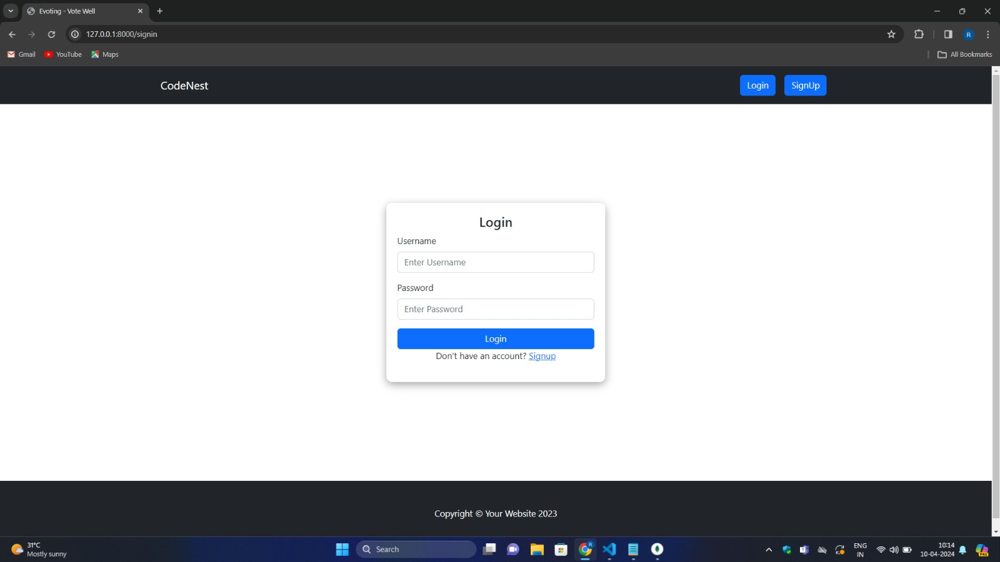 Evoting - Vote Well
127.0.0.1:8000/signin
R
Gmail
YouTube
Maps
All Bookmarks
CodeNest
Login
SignUp
Login
Username
Enter Username
Password
Enter Password
Login
Don't have an account? Signup
Copyright © Your Website 2023
31°C
Mostly sunny
Search
R
ENG
IN
10:14
10-04-2024
PRE